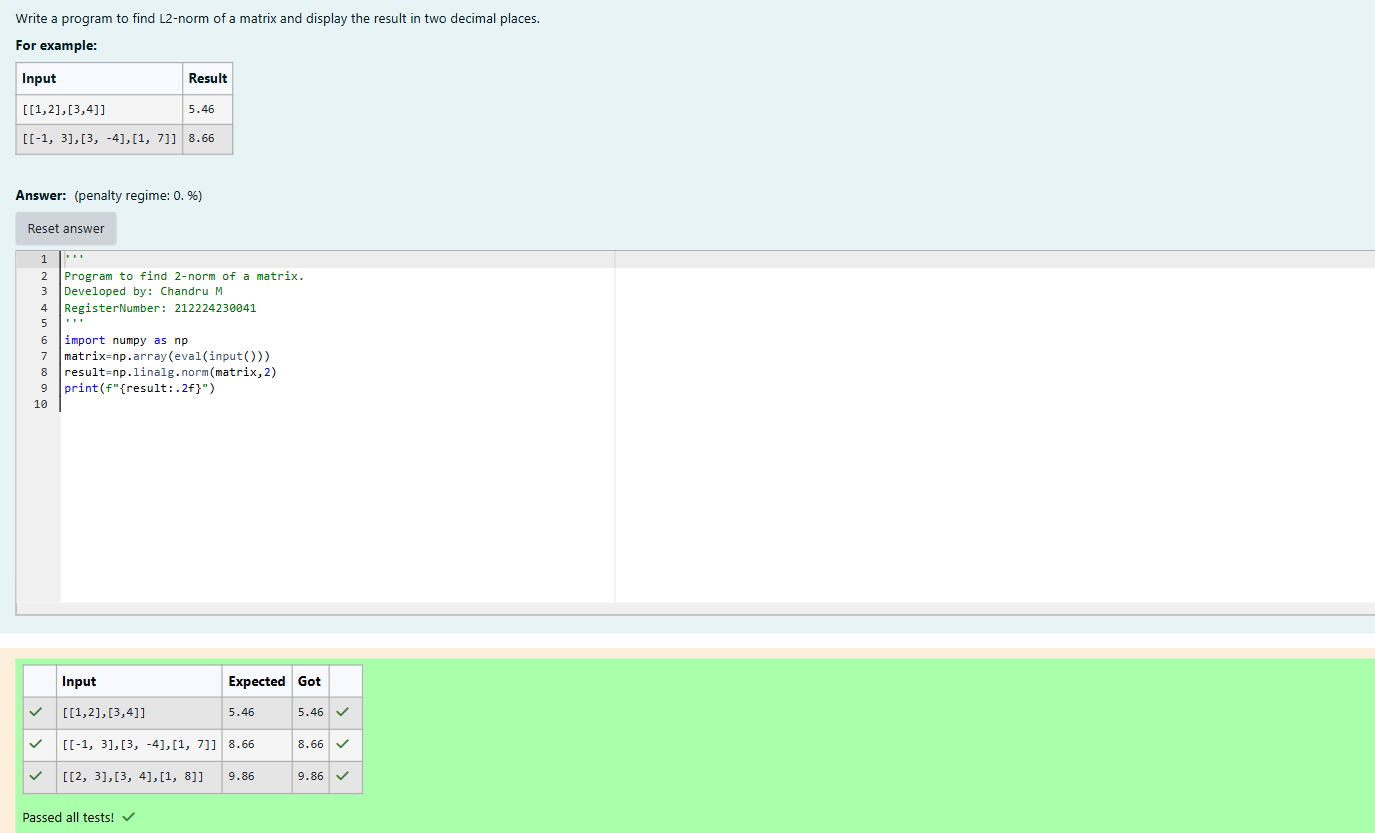 Write a program to find L2-norm of a matrix and display the result in two decimal places.
For example:
Input Result
[[1,2],[3,4]] 5.46
[[-1, 3],[3, -4],[1, 7]] 8.66
Answer: (penalty regime: 0. %)
Reset answer
1 '''
2 Program to find 2-norm of a matrix.
3 Developed by: Chandru M
4 RegisterNumber: 212224230041
5 '''
6 import numpy as np
7 matrix=np.array(eval(input()))
8 result=np.linalg.norm(matrix,2)
9 print(f"{result:.2f}")
10
Input Expected Got
[[1,2],[3,4]] 5.46 5.46
[[-1, 3],[3, -4],[1, 7]] 8.66 8.66
[[2, 3],[3, 4],[1, 8]] 9.86 9.86
Passed all tests!